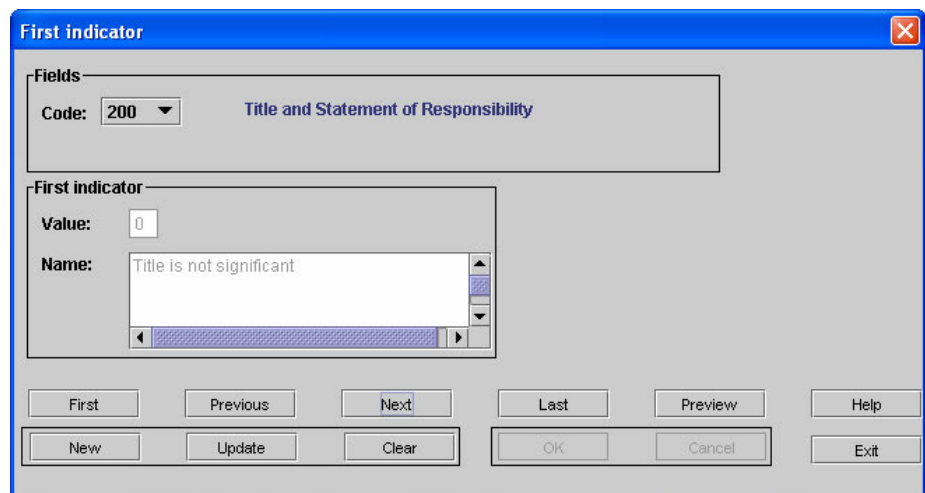 First indicator
Fields
Code: 200 Title and Statement of Responsibility
First indicator
Value: 0
Name: Title is not significant
First Previous Next Last Preview Help
New Update Clear OK Cancel Exit